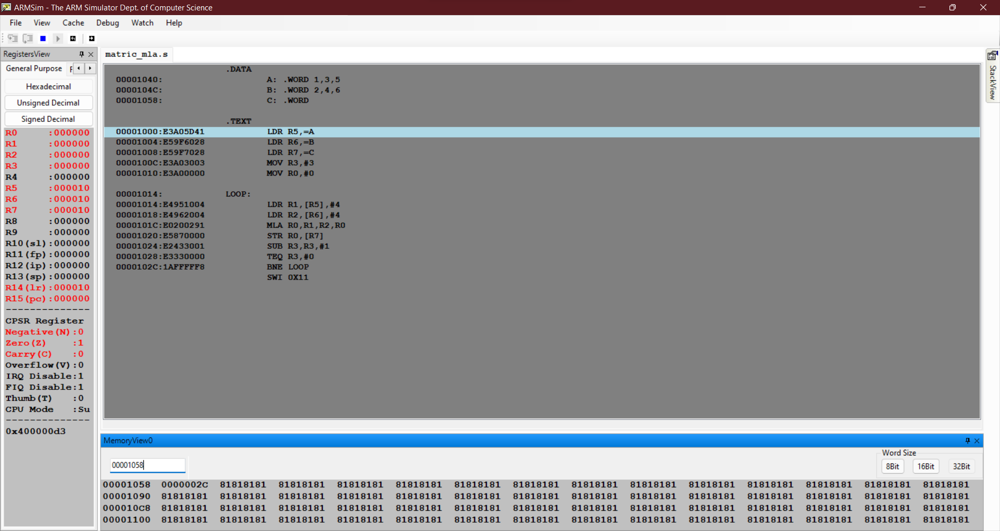 ARMSim - The ARM Simulator Dept. of Computer Science
File View Cache Debug Watch Help
RegistersView
General Purpose F
Hexadecimal
Unsigned Decimal
Signed Decimal
R0 :000000
R1 :000000
R2 :000000
R3 :000000
R4 :000000
R5 :000010
R6 :000010
R7 :000010
R8 :000000
R9 :000000
R10(sl):000000
R11(fp):000000
R12(ip):000000
R13(sp):000000
R14(lr):000010
R15(pc):000000
---------------
CPSR Register
Negative(N):0
Zero(Z) :1
Carry(C) :0
Overflow(V):0
IRQ Disable:1
FIQ Disable:1
Thumb(T) :0
CPU Mode :Su
---------------
0x400000d3
matric_mla.s
.DATA
00001040: A: .WORD 1,3,5
0000104C: B: .WORD 2,4,6
00001058: C: .WORD
.TEXT
00001000:E3A05D41 LDR R5,=A
00001004:E59F6028 LDR R6,=B
00001008:E59F7028 LDR R7,=C
0000100C:E3A03003 MOV R3,#3
00001010:E3A00000 MOV R0,#0
00001014: LOOP:
00001014:E4951004 LDR R1,[R5],#4
00001018:E4962004 LDR R2,[R6],#4
0000101C:E0200291 MLA R0,R1,R2,R0
00001020:E5870000 STR R0,[R7]
00001024:E2433001 SUB R3,R3,#1
00001028:E3330000 TEQ R3,#0
0000102C:1AFFFFF8 BNE LOOP
SWI 0X11
StackView
MemoryView0
00001058
Word Size
8Bit 16Bit 32Bit
00001058 0000002C 81818181 81818181 81818181 81818181 81818181 81818181 81818181 81818181 81818181 81818181 81818181 81818181 81818181
00001090 81818181 81818181 81818181 81818181 81818181 81818181 81818181 81818181 81818181 81818181 81818181 81818181 81818181 81818181
000010C8 81818181 81818181 81818181 81818181 81818181 81818181 81818181 81818181 81818181 81818181 81818181 81818181 81818181 81818181
00001100 81818181 81818181 81818181 81818181 81818181 81818181 81818181 81818181 81818181 81818181 81818181 81818181 81818181 81818181